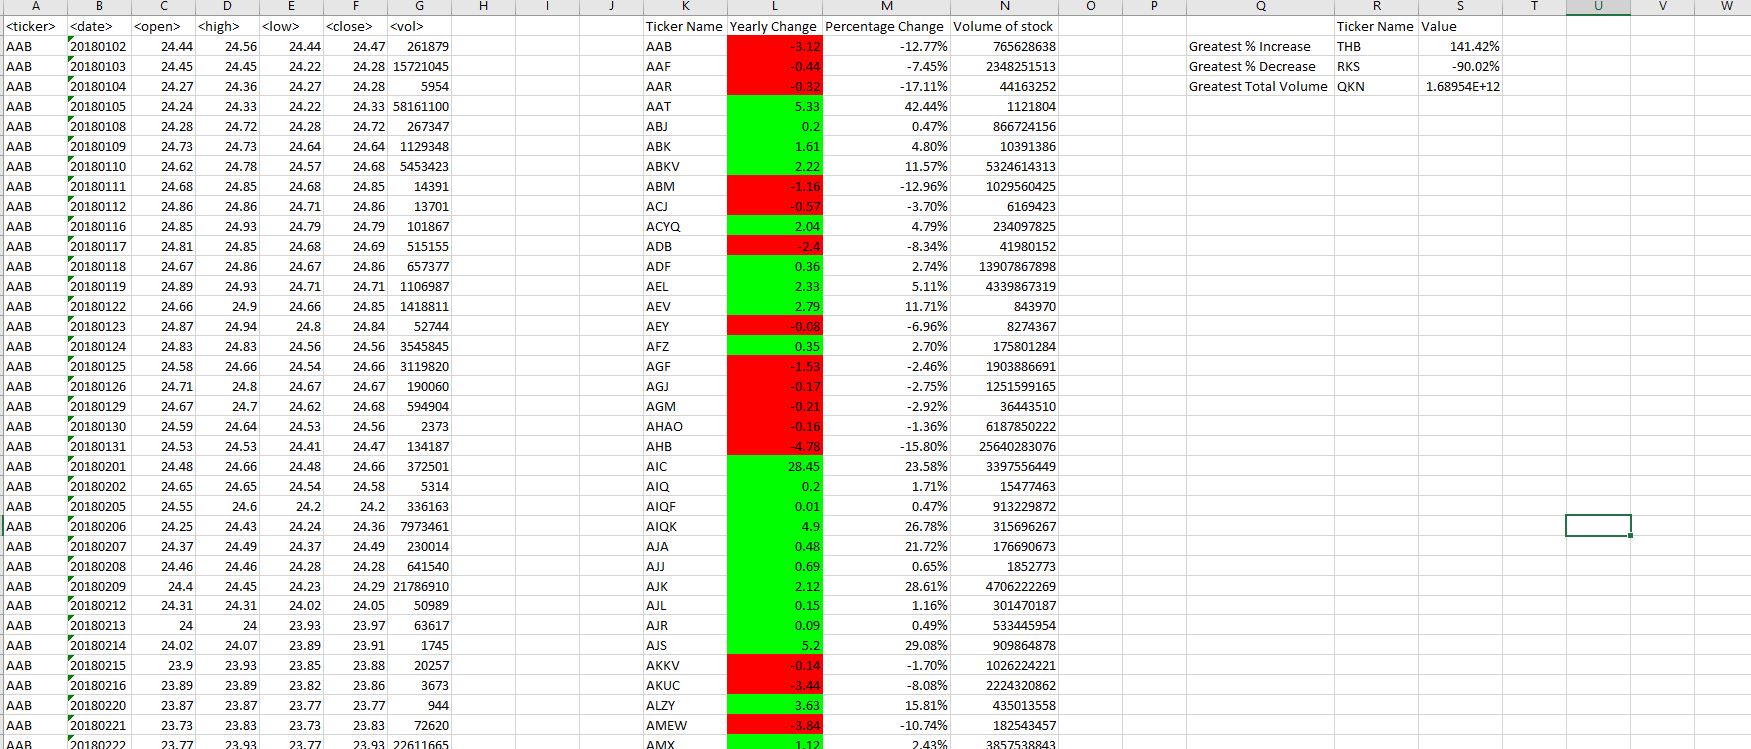 A B C D E F G H I J K L M N O P Q R S T U V W
<ticker> <date> <open> <high> <low> <close> <vol> Ticker Name Yearly Change Percentage Change Volume of stock Ticker Name Value
AAB 20180102 24.44 24.56 24.44 24.47 261879 AAB -3.12 -12.77% 765628638 Greatest % Increase THB 141.42%
AAB 20180103 24.45 24.45 24.22 24.28 15721045 AAF -0.44 -7.45% 2348251513 Greatest % Decrease RKS -90.02%
AAB 20180104 24.27 24.36 24.27 24.28 5954 AAR -0.32 -17.11% 44163252 Greatest Total Volume QKN 1.68954E+12
AAB 20180105 24.24 24.33 24.22 24.33 58161100 AAT 5.33 42.44% 1121804
AAB 20180108 24.28 24.72 24.28 24.72 267347 ABJ 0.2 0.47% 866724156
AAB 20180109 24.73 24.73 24.64 24.64 1129348 ABK 1.61 4.80% 10391386
AAB 20180110 24.62 24.78 24.57 24.68 5453423 ABKV 2.22 11.57% 5324614313
AAB 20180111 24.68 24.85 24.68 24.85 14391 ABM -1.16 -12.96% 1029560425
AAB 20180112 24.86 24.86 24.71 24.86 13701 ACJ -0.57 -3.70% 6169423
AAB 20180116 24.85 24.93 24.79 24.79 101867 ACYQ 2.04 4.79% 234097825
AAB 20180117 24.81 24.85 24.68 24.69 515155 ADB -2.4 -8.34% 41980152
AAB 20180118 24.67 24.86 24.67 24.86 657377 ADF 0.36 2.74% 13907867898
AAB 20180119 24.89 24.93 24.71 24.71 1106987 AEL 2.33 5.11% 4339867319
AAB 20180122 24.66 24.9 24.66 24.85 1418811 AEV 2.79 11.71% 843970
AAB 20180123 24.87 24.94 24.8 24.84 52744 AEY -0.08 -6.96% 8274367
AAB 20180124 24.83 24.83 24.56 24.56 3545845 AFZ 0.35 2.70% 175801284
AAB 20180125 24.58 24.66 24.54 24.66 3119820 AGF -1.53 -2.46% 1903886691
AAB 20180126 24.71 24.8 24.67 24.67 190060 AGJ -0.17 -2.75% 1251599165
AAB 20180129 24.67 24.7 24.62 24.68 594904 AGM -0.21 -2.92% 36443510
AAB 20180130 24.59 24.64 24.53 24.56 2373 AHAO -0.16 -1.36% 6187850222
AAB 20180131 24.53 24.53 24.41 24.47 134187 AHB -4.78 -15.80% 25640283076
AAB 20180201 24.48 24.66 24.48 24.66 372501 AIC 28.45 23.58% 3397556449
AAB 20180202 24.65 24.65 24.54 24.58 5314 AIQ 0.2 1.71% 15477463
AAB 20180205 24.55 24.6 24.2 24.2 336163 AIQF 0.01 0.47% 913229872
AAB 20180206 24.25 24.43 24.24 24.36 7973461 AIQK 4.9 26.78% 315696267
AAB 20180207 24.37 24.49 24.37 24.49 230014 AJA 0.48 21.72% 176690673
AAB 20180208 24.46 24.46 24.28 24.28 641540 AJJ 0.69 0.65% 1852773
AAB 20180209 24.4 24.45 24.23 24.29 21786910 AJK 2.12 28.61% 4706222269
AAB 20180212 24.31 24.31 24.02 24.05 50989 AJL 0.15 1.16% 301470187
AAB 20180213 24 24 23.93 23.97 63617 AJR 0.09 0.49% 533445954
AAB 20180214 24.02 24.07 23.89 23.91 1745 AJS 5.2 29.08% 909864878
AAB 20180215 23.9 23.93 23.85 23.88 20257 AKKV -0.14 -1.70% 1026224221
AAB 20180216 23.89 23.89 23.82 23.86 3673 AKUC -3.44 -8.08% 2224320862
AAB 20180220 23.87 23.87 23.77 23.77 944 ALZY 3.63 15.81% 435013558
AAB 20180221 23.73 23.83 23.73 23.83 72620 AMEW -3.84 -10.74% 182543457
AAB 20180222 23.77 23.93 23.77 23.93 22611665 AMX 1.12 2.43% 3857538843